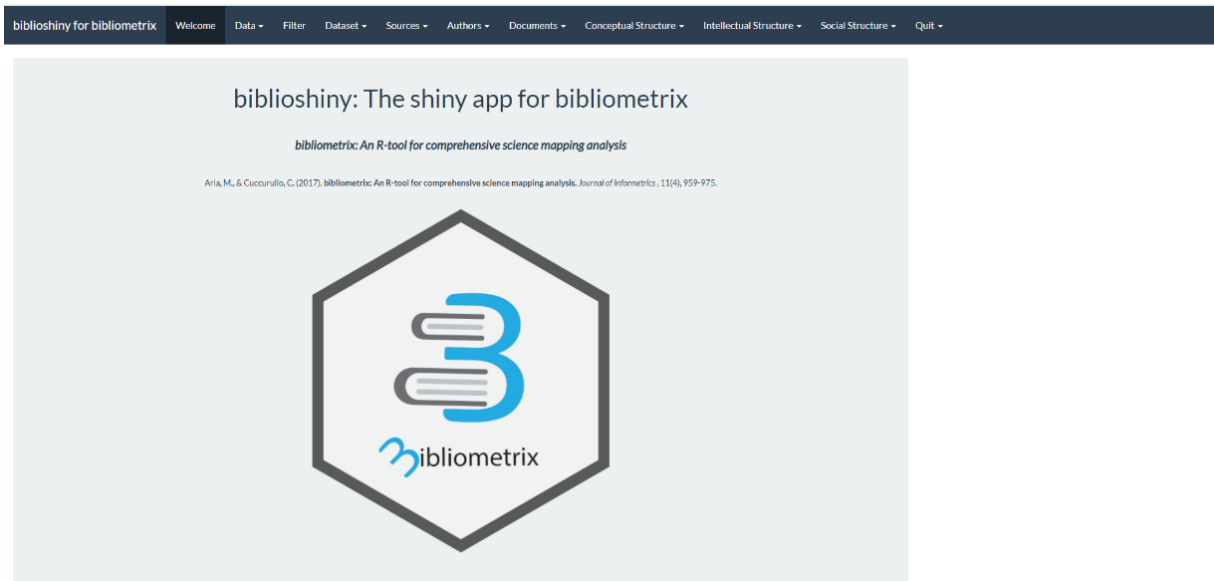 biblioshiny for bibliometrix Welcome Data Filter Dataset Sources Authors Documents Conceptual Structure Intellectual Structure Social Structure Quit
biblioshiny: The shiny app for bibliometrix
bibliometrix: An R-tool for comprehensive science mapping analysis
Aria, M., & Cuccurullo, C. (2017). bibliometrix: An R-tool for comprehensive science mapping analysis. Journal of Informetrics , 11(4), 959-975.
Bibliometrix